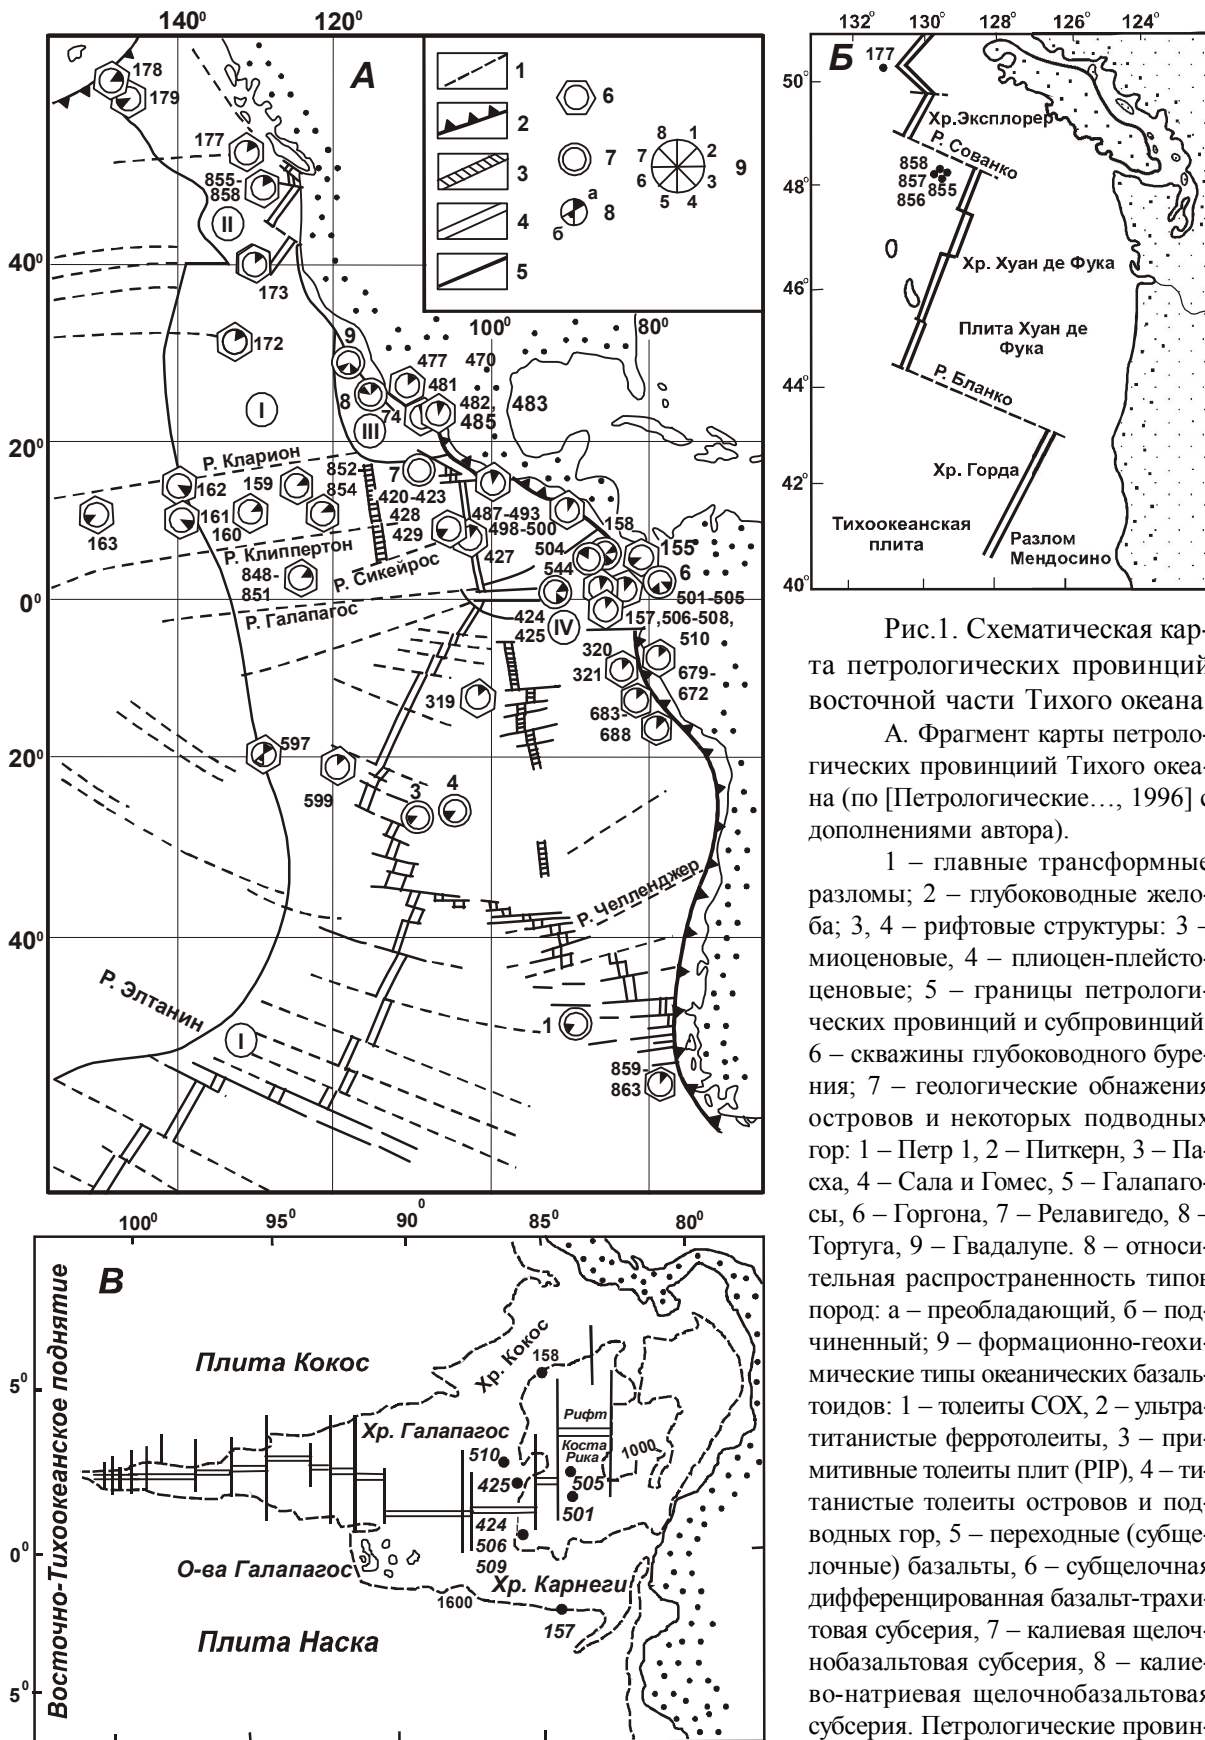 140⁰ 120⁰
А
178
179
177
855-
858
II
40⁰
173
172
I
1
2
3
4
5
6
7
а
8
б
8 1
7 2
6 3
5 4
9
100⁰ 80⁰
9
8
III
477 470
481
74
482, 483
485
20⁰
Р. Кларион
852-
854
7
162
159
161
160
163
420-423
428
429
487-493
498-500
427
158
504
544
155
6
501-505
Р. Клиппертон
848-
851
Р. Сикейрос
0⁰
Р. Галапагос
424
425
IV
157,506-508,
510
320
321
679-
672
319
683-
688
20⁰
597
599
3
4
Р. Челленджер
40⁰
Р. Элтанин
I
1
859-
863
132° 130° 128° 126° 124°
Б
177
50°
Хр.Эксплорер
Р. Сованко
858
857 855
856
48°
Хр. Хуан де Фука
46°
Плита Хуан де
Фука
Р. Бланко
44°
Хр. Горда
42°
Тихоокеанская
плита
Разлом
Мендосино
40°
100⁰ 95⁰ 90⁰ 85⁰ 80⁰
В
Восточно-Тихоокеанское поднятие
Плита Кокос
Хр. Кокос
158
5⁰
Хр. Галапагос
Рифт
Коста
Рика
1000
510
425
505
501
424
506
509
0⁰
О-ва Галапагос
Хр. Карнеги
1600
157
Плита Наска
5⁰
Рис.1. Схематическая кар-
та петрологических провинций
восточной части Тихого океана
А. Фрагмент карты петроло-
гических провинциий Тихого океа-
на (по [Петрологические…, 1996] с
дополнениями автора).
1 – главные трансформные
разломы; 2 – глубоководные жело-
ба; 3, 4 – рифтовые структуры: 3 –
миоценовые, 4 – плиоцен-плейсто-
ценовые; 5 – границы петрологи-
ческих провинций и субпровинций
6 – скважины глубоководного буре-
ния; 7 – геологические обнажения
островов и некоторых подводных
гор: 1 – Петр 1, 2 – Питкерн, 3 – Па-
сха, 4 – Сала и Гомес, 5 – Галапаго-
сы, 6 – Горгона, 7 – Релавигедо, 8 –
Тортуга, 9 – Гвадалупе. 8 – относи-
тельная распространенность типов
пород: а – преобладающий, б – под-
чиненный; 9 – формационно-геохи-
мические типы океанических базаль-
тоидов: 1 – толеиты СОХ, 2 – ультра-
титанистые ферротолеиты, 3 – при-
митивные толеиты плит (PIP), 4 – ти-
танистые толеиты островов и под-
водных гор, 5 – переходные (субще-
лочные) базальты, 6 – субщелочная
дифференцированная базальт-трахи-
товая субсерия, 7 – калиевая щелоч-
нобазальтовая субсерия, 8 – калие-
во-натриевая щелочнобазальтовая
субсерия. Петрологические провин-